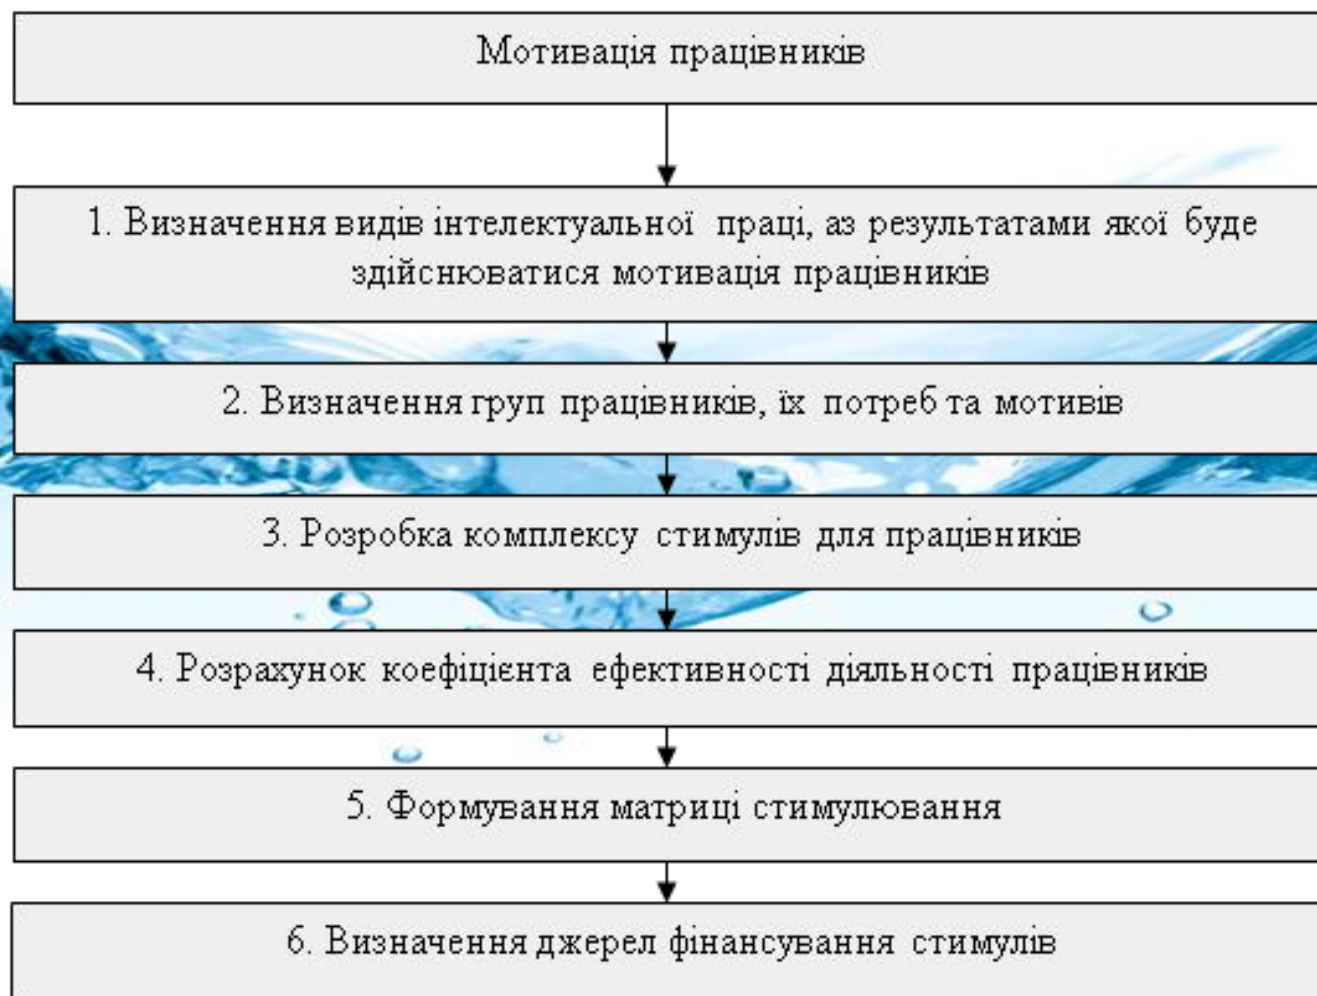 Мотивація працівників
1. Визначення видів інтелектуальної праці, аз результатами якої буде
здійснюватися мотивація працівників
2. Визначення груп працівників, їх потреб та мотивів
3. Розробка комплексу стимулів для працівників
4. Розрахунок коефіцієнта ефективності діяльності працівників
5. Формування матриці стимулювання
6. Визначення джерел фінансування стимулів